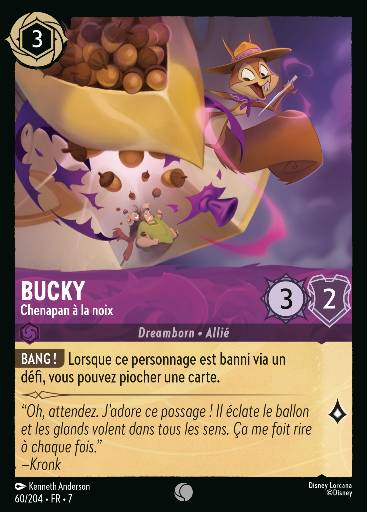 3
BUCKY
Chenapan à la noix
3
2
Dreamborn • Allié
BANG ! Lorsque ce personnage est banni via un
défi, vous pouvez piocher une carte.
“Oh, attendez. J’adore ce passage ! Il éclate le ballon
et les glands volent dans tous les sens. Ça me fait rire
à chaque fois.”
–Kronk
Kenneth Anderson
60/204 • FR • 7
Disney Lorcana
©Disney